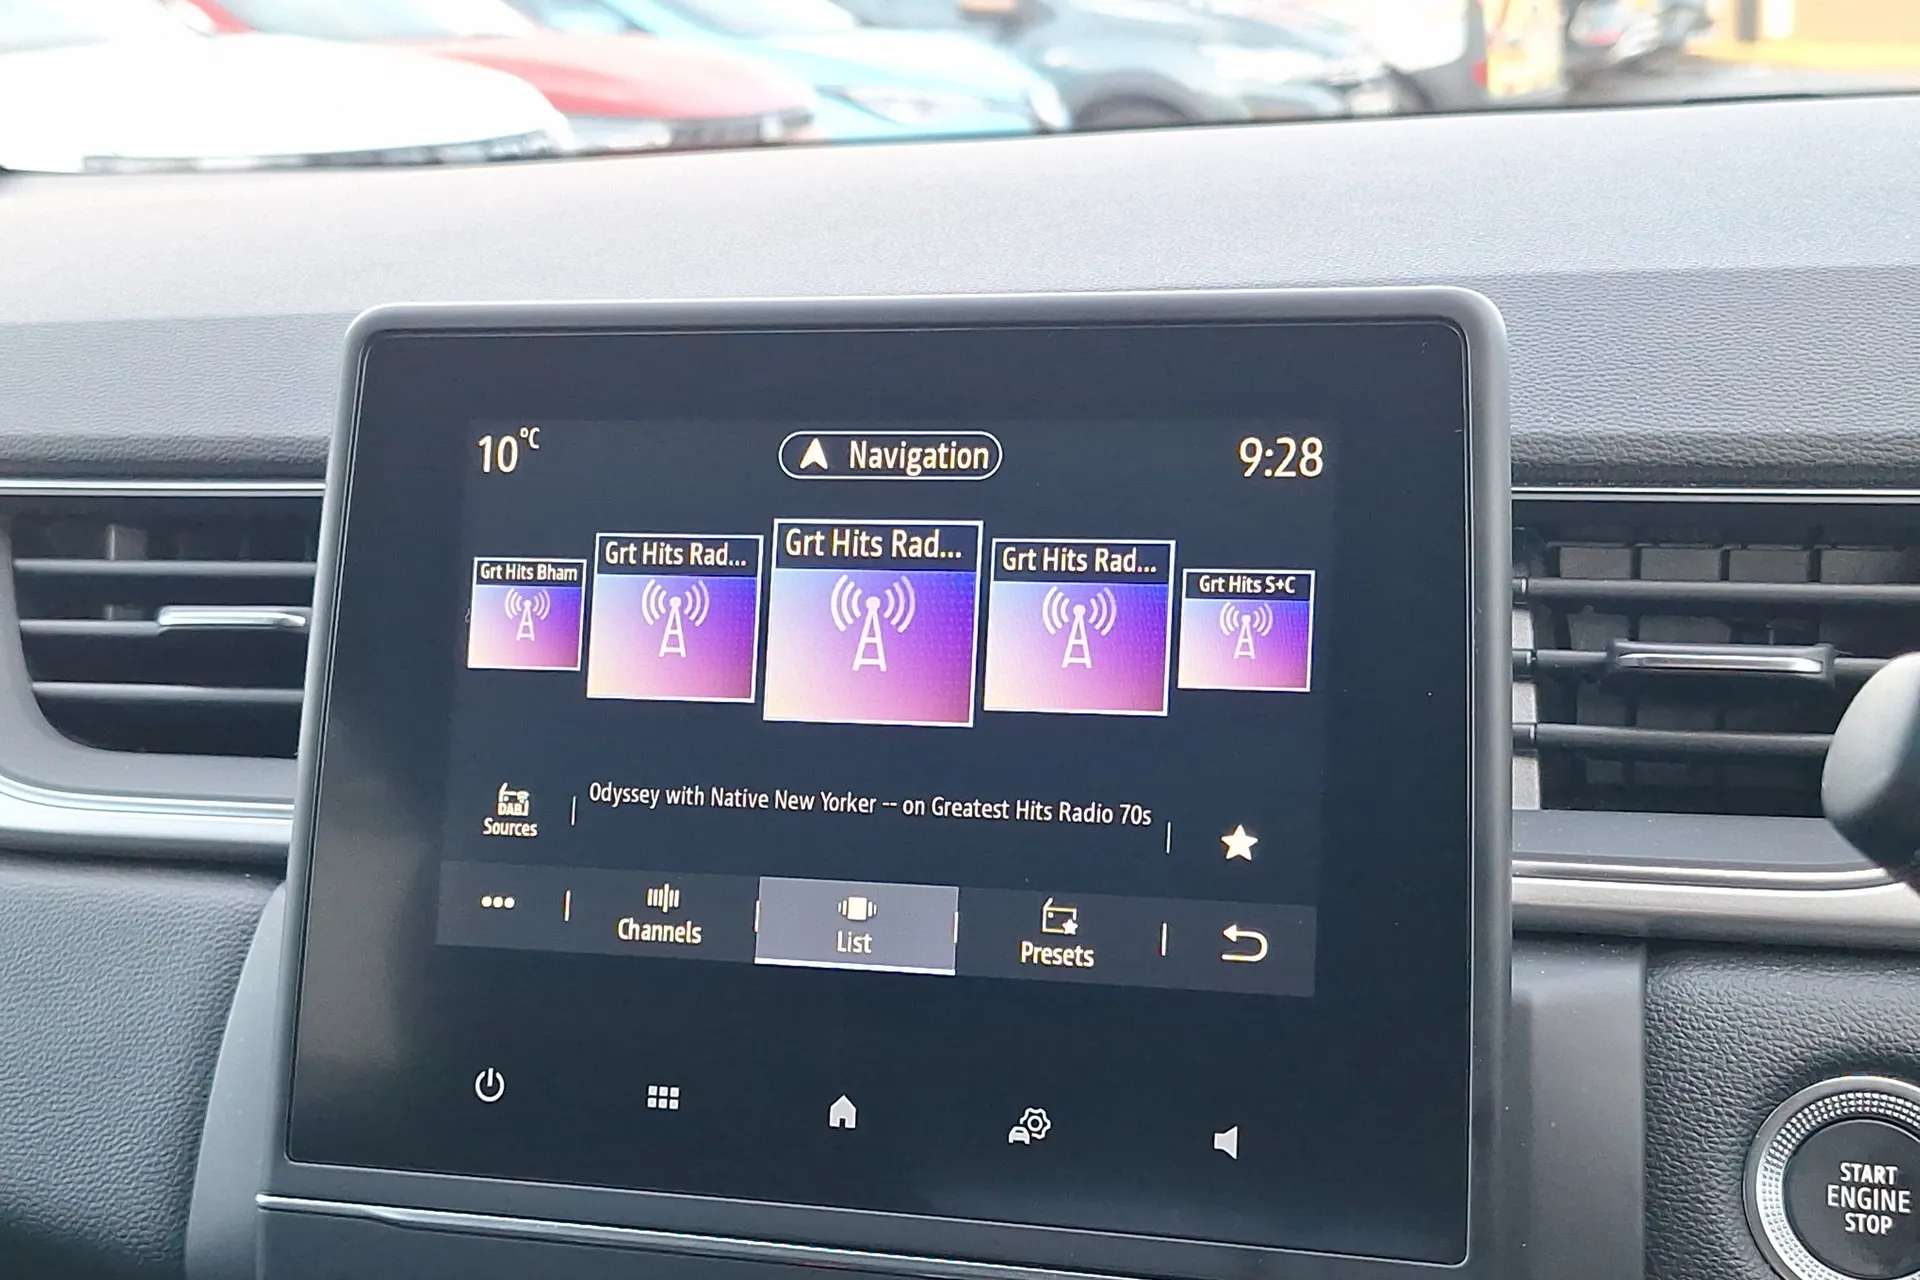 10°C
Navigation
9:28
Grt Hits Bham
Grt Hits Rad...
Grt Hits Rad...
Grt Hits Rad...
Grt Hits S+C
DAB
Sources
Odyssey with Native New Yorker -- on Greatest Hits Radio 70s
Channels
List
Presets
START
ENGINE
STOP